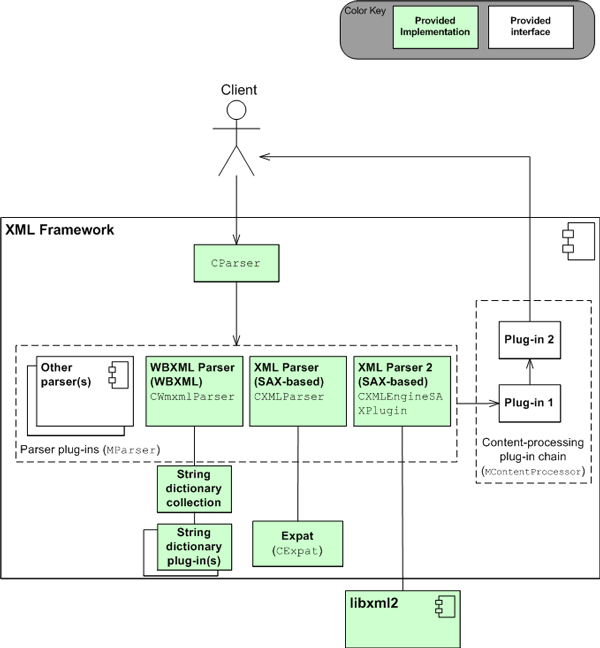 Color Key
Provided
Implementation
Provided
interface
Client
XML Framework
CParser
Other
parser(s)
WBXML Parser
(WBXML)
CWmxmlParser
XML Parser
(SAX-based)
CXMLParser
XML Parser 2
(SAX-based)
CXMLEngineSA
XPlugin
Plug-in 2
Plug-in 1
Parser plug-ins (MParser)
Content-processing
plug-in chain
(MContentProcessor)
String
dictionary
collection
String
dictionary
plug-in(s)
Expat
(CExpat)
libxml2